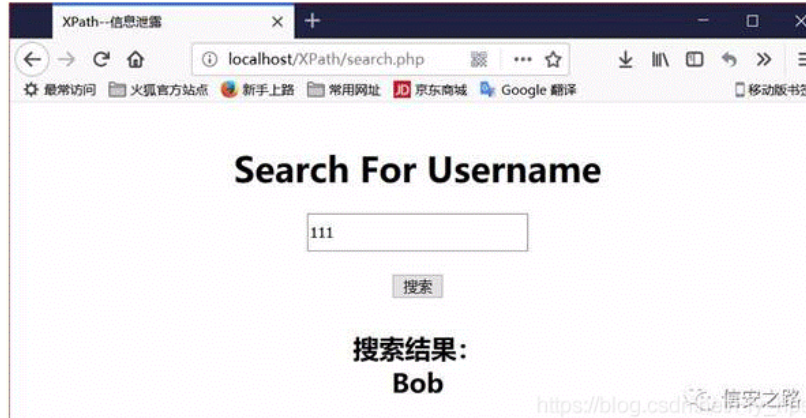 XPath--信息泄露
localhost/XPath/search.php
最常访问 火狐官方站点 新手上路 常用网址 JD 京东商城 Google 翻译 移动版书签
Search For Username
111
搜索
搜索结果：
Bob
信安之路
https://blog.csdn